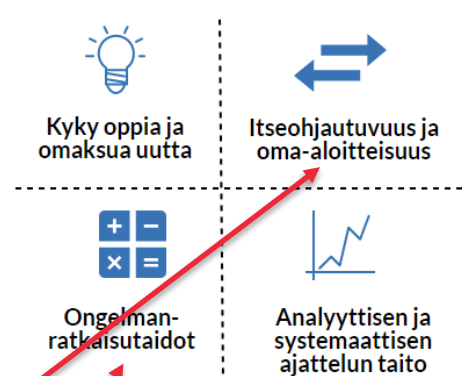 Kyky oppia ja
omaksua uutta
Itseohjautuvuus ja
oma-aloitteisuus
Ongelman-
ratkaisutaidot
Analyyttisen ja
systemaattisen
ajattelun taito